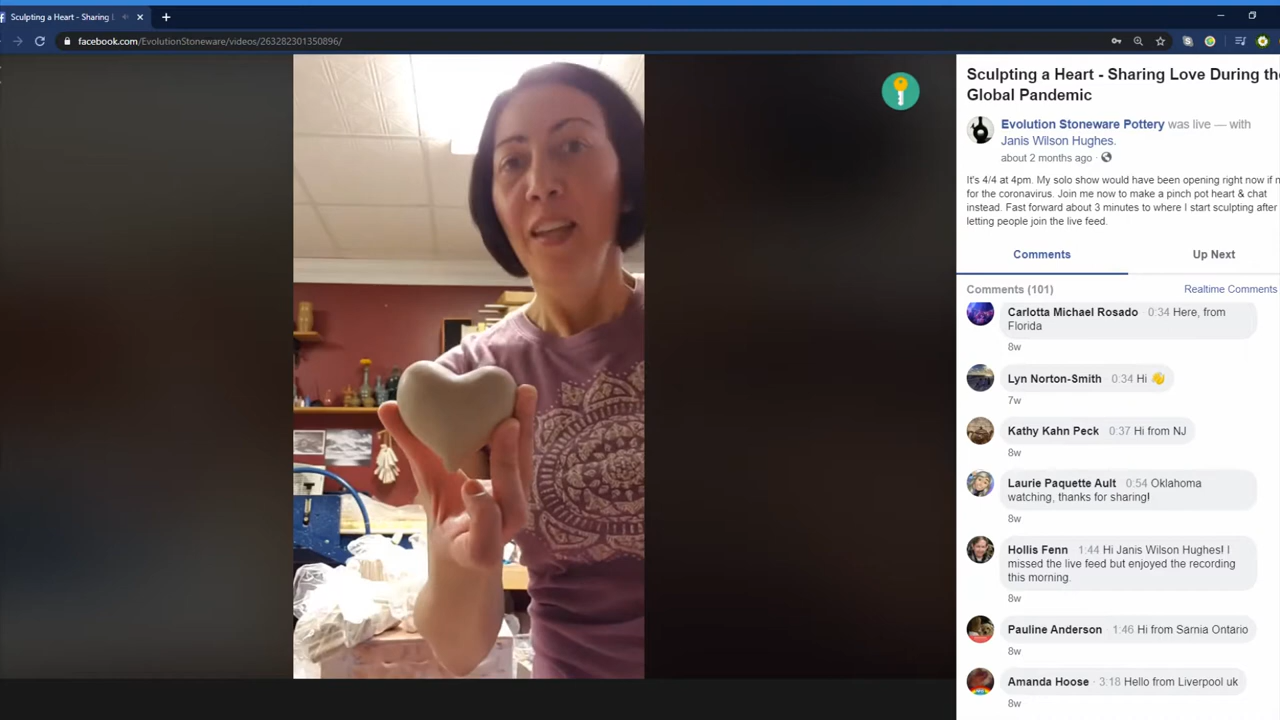 Sculpting a Heart - Sharing L
facebook.com/EvolutionStoneware/videos/263282301350896/
Sculpting a Heart - Sharing Love During the
Global Pandemic
Evolution Stoneware Pottery was live — with
Janis Wilson Hughes.
about 2 months ago ·
It's 4/4 at 4pm. My solo show would have been opening right now if n
for the coronavirus. Join me now to make a pinch pot heart & chat
instead. Fast forward about 3 minutes to where I start sculpting after
letting people join the live feed.
Comments
Up Next
Comments (101)
Realtime Comments
Carlotta Michael Rosado · 0:34 Here, from
Florida
8w
Lyn Norton-Smith 0:34 Hi 👋
7w
Kathy Kahn Peck 0:37 Hi from NJ
8w
Laurie Paquette Ault · 0:54 Oklahoma
watching, thanks for sharing!
8w
Hollis Fenn · 1:44 Hi Janis Wilson Hughes! I
missed the live feed but enjoyed the recording
this morning.
8w
Pauline Anderson · 1:46 Hi from Sarnia Ontario
8w
Amanda Hoose · 3:18 Hello from Liverpool uk
8w